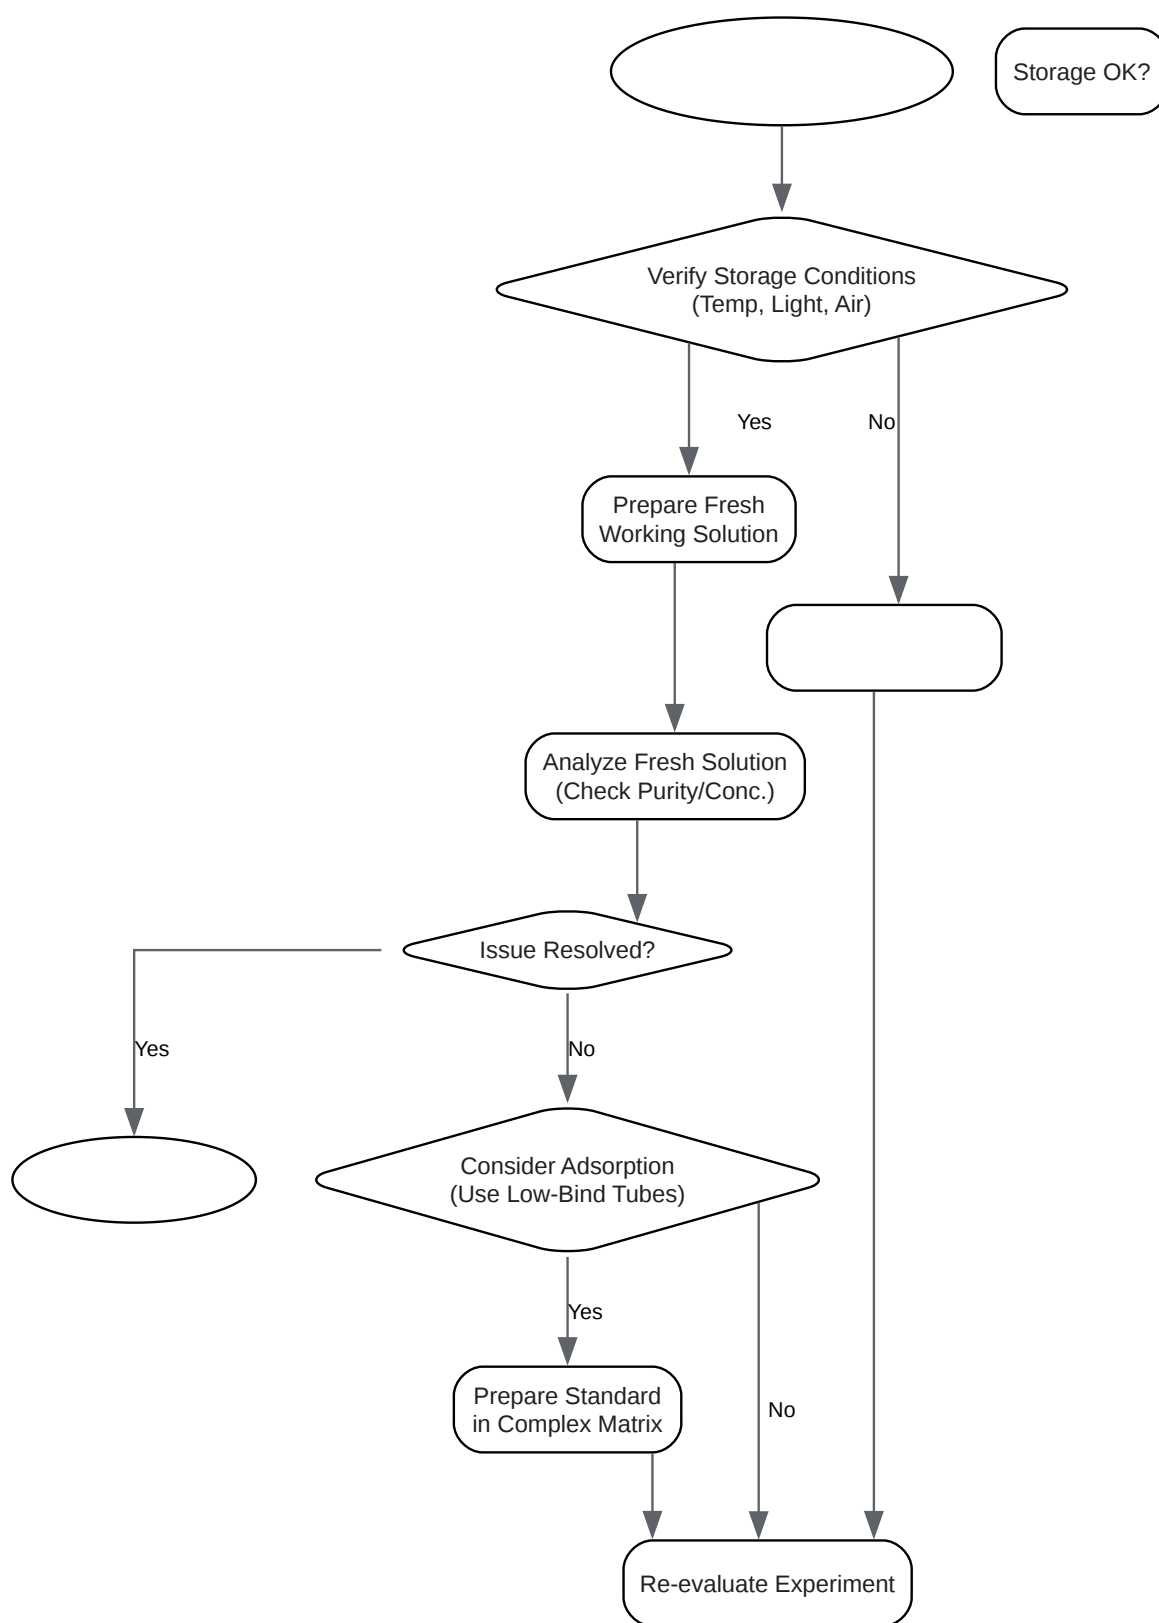 Storage OK?
Verify Storage Conditions
(Temp, Light, Air)
Yes
No
Prepare Fresh
Working Solution
Analyze Fresh Solution
(Check Purity/Conc.)
Issue Resolved?
Yes
No
Consider Adsorption
(Use Low-Bind Tubes)
Yes
Prepare Standard
in Complex Matrix
No
Re-evaluate Experiment